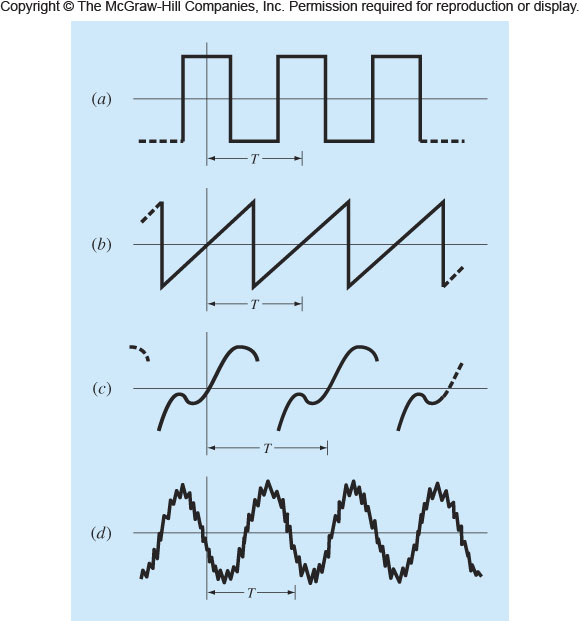 Copyright © The McGraw-Hill Companies, Inc. Permission required for reproduction or display.
(a)
T
(b)
T
(c)
T
(d)
T